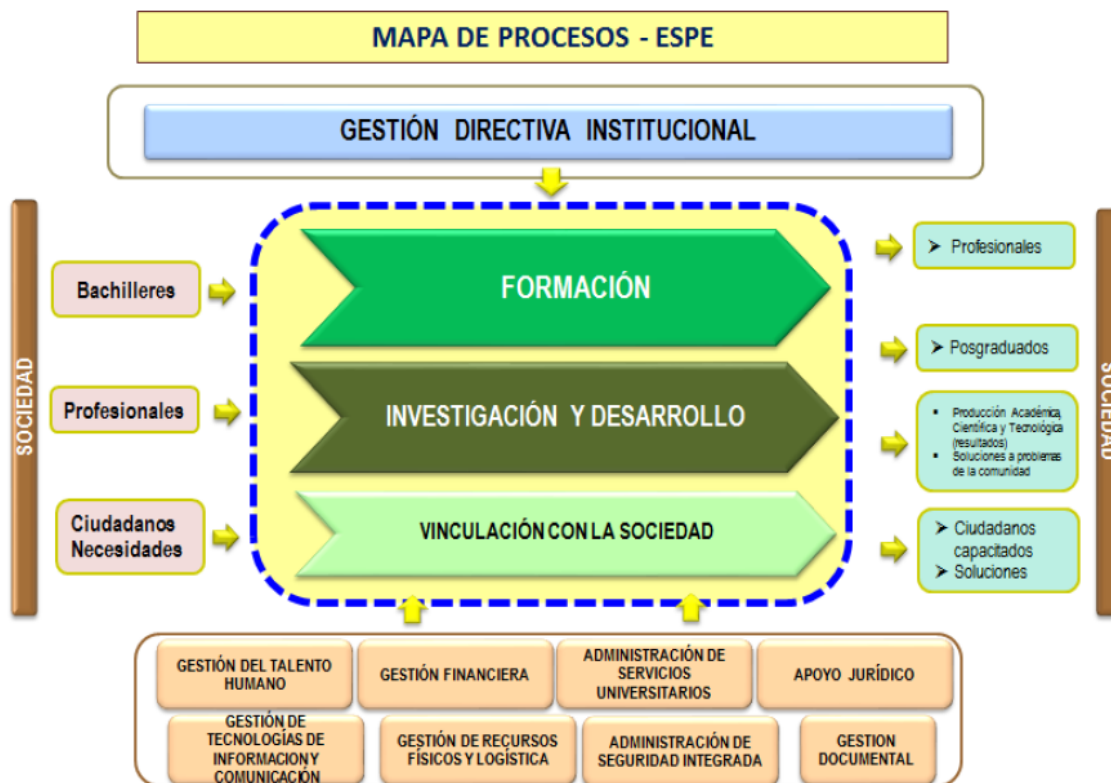 MAPA DE PROCESOS - ESPE
GESTIÓN DIRECTIVA INSTITUCIONAL
SOCIEDAD
Bachilleres
Profesionales
Ciudadanos
Necesidades
FORMACIÓN
INVESTIGACIÓN Y DESARROLLO
VINCULACIÓN CON LA SOCIEDAD
➢ Profesionales
➢ Posgraduados
▪ Producción Académica,
Científica y Tecnológica
(resultados)
▪ Soluciones a problemas
de la comunidad
➢ Ciudadanos
capacitados
➢ Soluciones
SOCIEDAD
GESTIÓN DEL TALENTO
HUMANO
GESTIÓN FINANCIERA
ADMINISTRACIÓN DE
SERVICIOS
UNIVERSITARIOS
APOYO JURÍDICO
GESTIÓN DE
TECNOLOGÍAS DE
INFORMACION Y
COMUNICACIÓN
GESTIÓN DE RECURSOS
FÍSICOS Y LOGÍSTICA
ADMINISTRACIÓN DE
SEGURIDAD INTEGRADA
GESTION
DOCUMENTAL